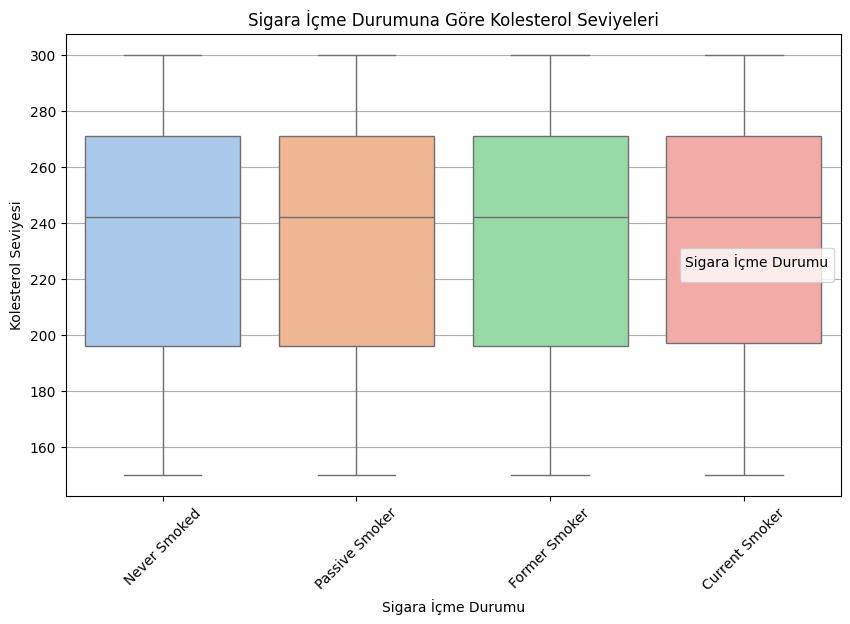 Sigara İçme Durumuna Göre Kolesterol Seviyeleri
Kolesterol Seviyesi
300
280
260
240
220
200
180
160
Sigara İçme Durumu
Never Smoked
Passive Smoker
Former Smoker
Current Smoker
Sigara İçme Durumu